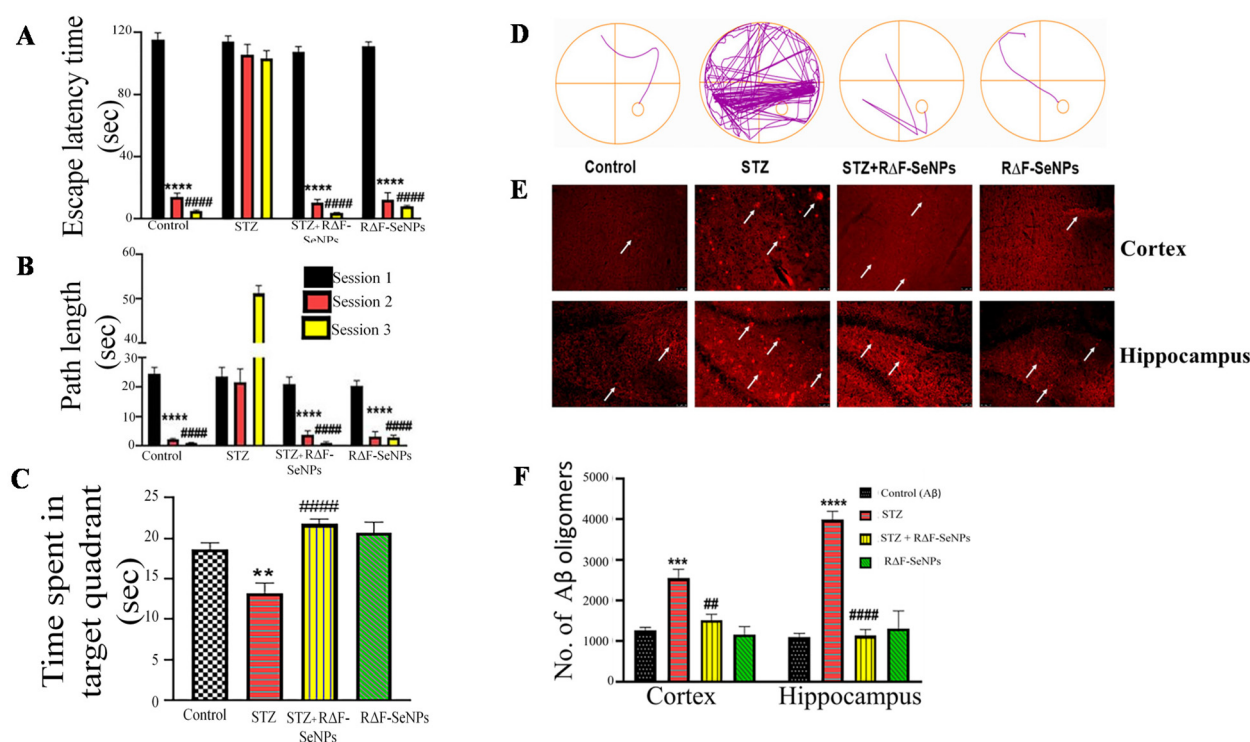 A
Escape latency time
(sec)
120
80
40
0
****
####
****
####
****
####
Control
STZ
STZ+RΔF-
SeNPs
RΔF-SeNPs
B
Path length
(sec)
60
50
40
30
20
10
0
Session 1
Session 2
Session 3
****
####
****
####
****
####
Control
STZ
STZ+RΔF-
SeNPs
RΔF-SeNPs
C
Time spent in
target quadrant
(sec)
25
20
15
10
5
0
**
####
Control
STZ
STZ+RΔF-
SeNPs
RΔF-SeNPs
D
Control
STZ
STZ+RΔF-SeNPs
RΔF-SeNPs
E
Cortex
Hippocampus
F
No. of Aβ oligomers
5000
4000
3000
2000
1000
0
***
##
****
####
Control (Aβ)
STZ
STZ + RΔF-SeNPs
RΔF-SeNPs
Cortex
Hippocampus